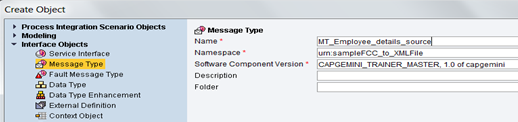 Create Object
Process Integration Scenario Objects
Modeling
Interface Objects
Service Interface
Message Type
Fault Message Type
Data Type
Data Type Enhancement
External Definition
Context Object
Message Type
Name * MT_Employee_details_source
Namespace * urn:sampleFCC_to_XMLFile
Software Component Version * CAPGEMINI_TRAINER_MASTER, 1.0 of capgemini
Description
Folder